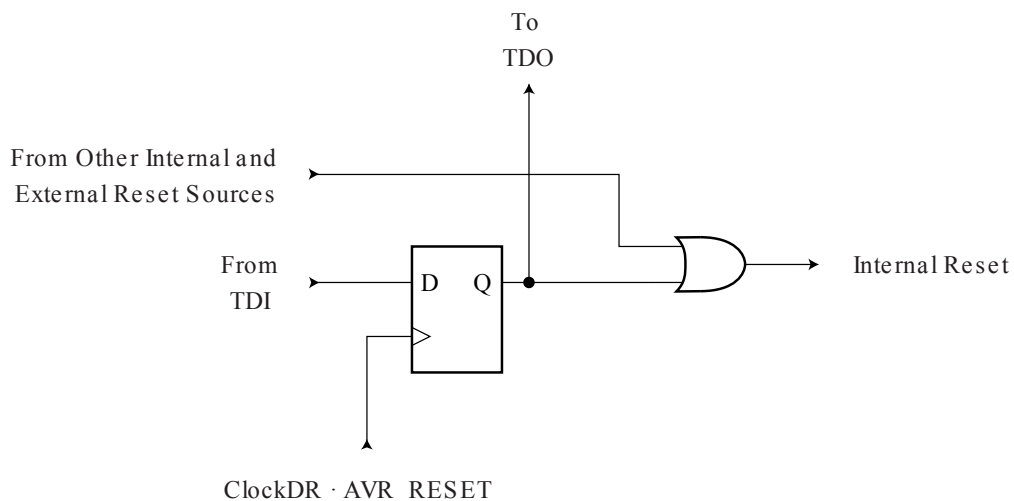 To
TDO
From Other Internal and
External Reset Sources
From
TDI
D Q
Internal Reset
ClockDR · AVR_RESET